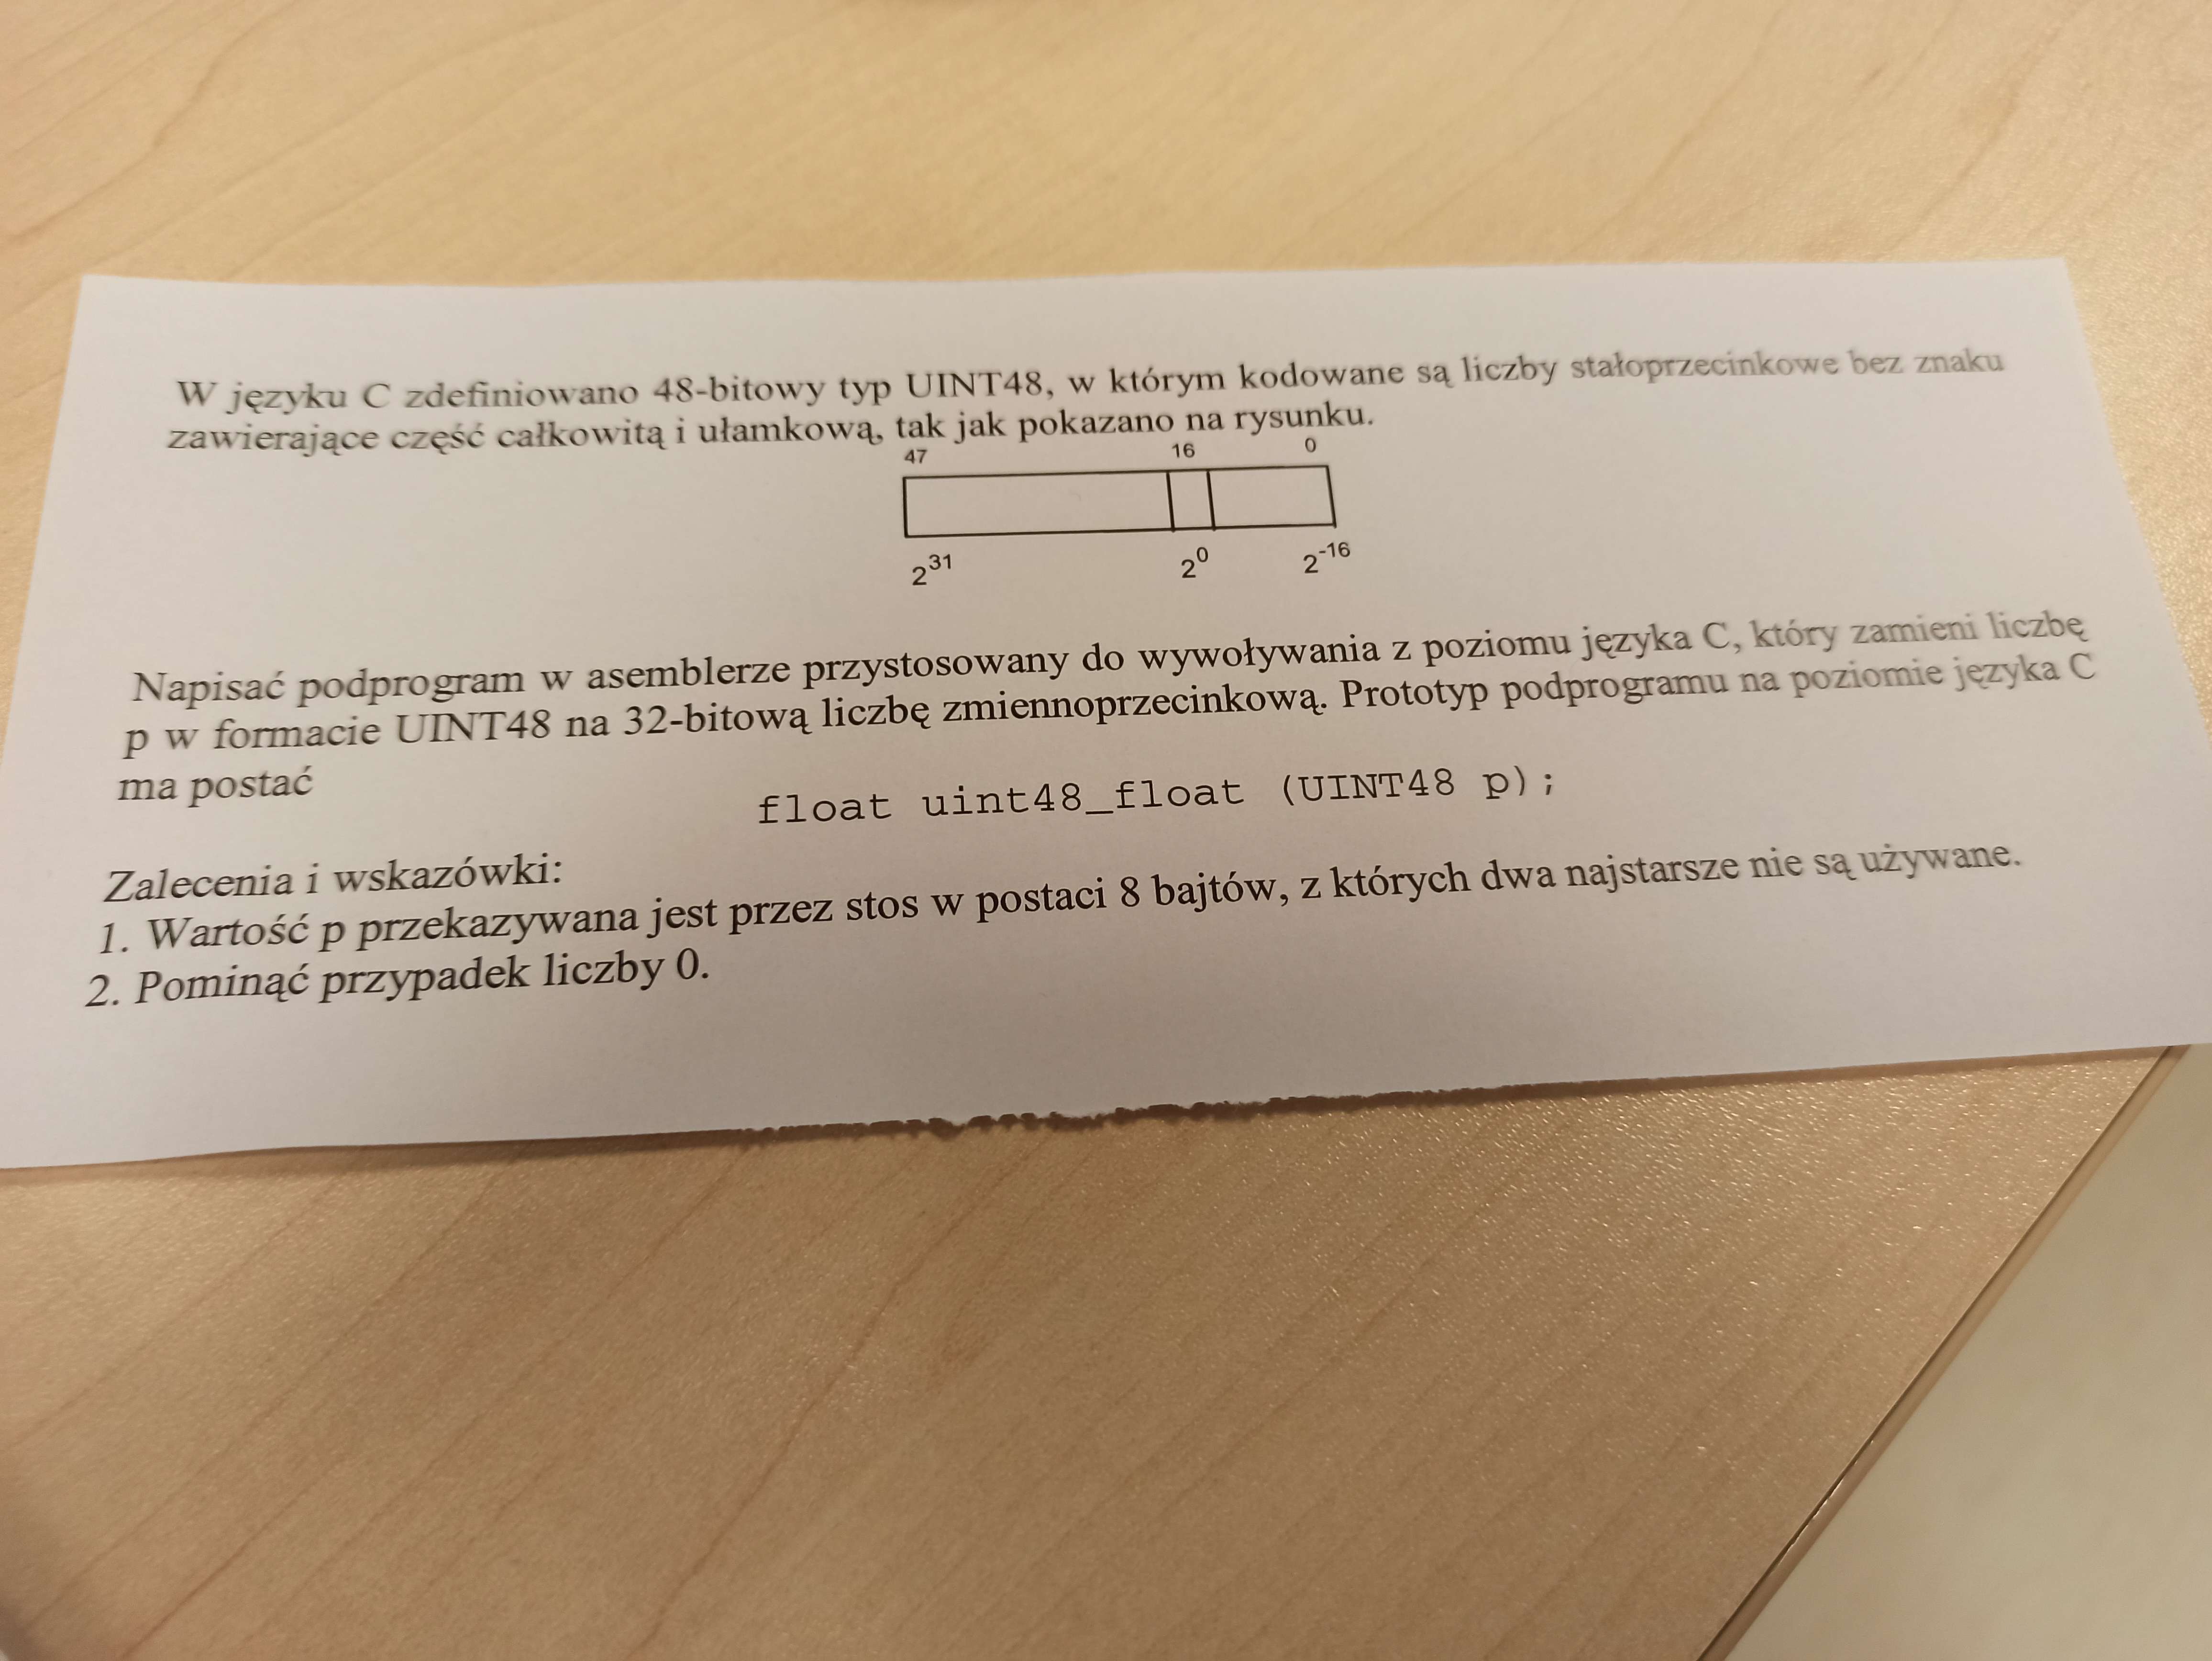 W języku C zdefiniowano 48-bitowy typ UINT48, w którym kodowane są liczby stałoprzecinkowe bez znaku
zawierające część całkowitą i ułamkową, tak jak pokazano na rysunku.
47 16 0
2³¹ 2⁰ 2⁻¹⁶
Napisać podprogram w asemblerze przystosowany do wywoływania z poziomu języka C, który zamieni liczbę
p w formacie UINT48 na 32-bitową liczbę zmiennoprzecinkową. Prototyp podprogramu na poziomie języka C
ma postać
float uint48_float (UINT48 p);
Zalecenia i wskazówki:
1. Wartość p przekazywana jest przez stos w postaci 8 bajtów, z których dwa najstarsze nie są używane.
2. Pominąć przypadek liczby 0.